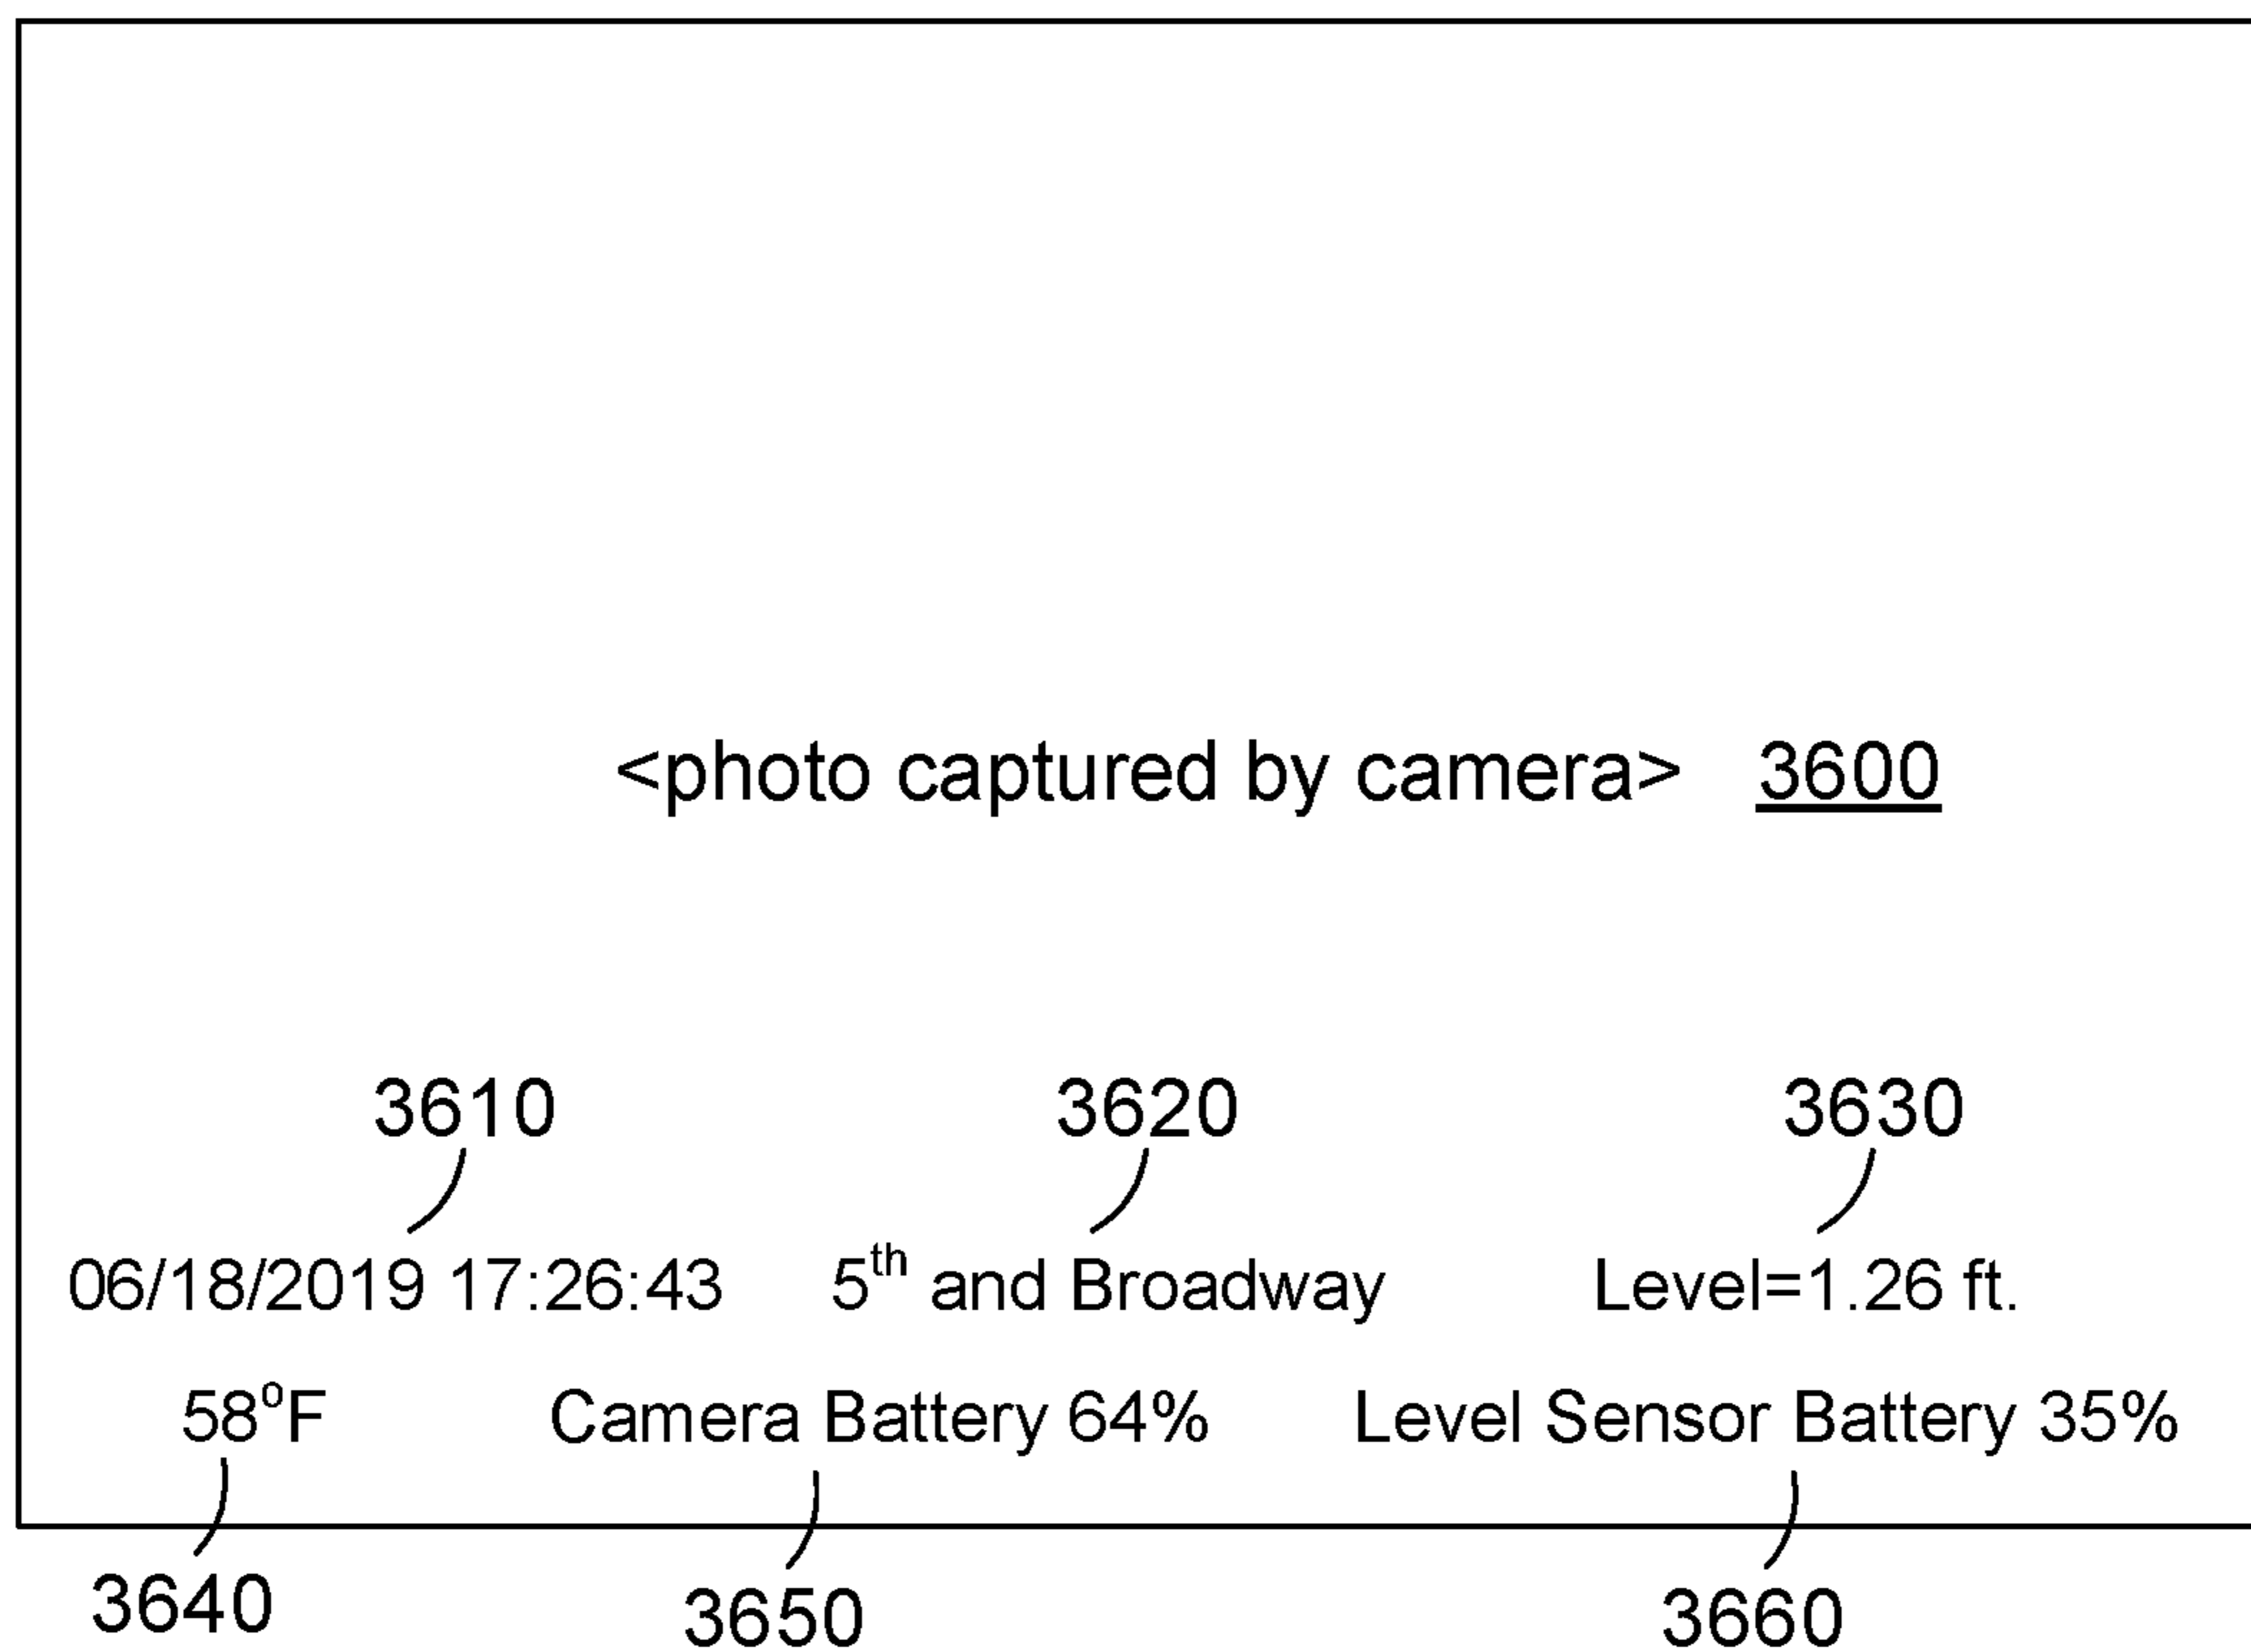 <photo captured by camera> 3600
3610 3620 3630
06/18/2019 17:26:43 5th and Broadway Level=1.26 ft.
58°F Camera Battery 64% Level Sensor Battery 35%
3640 3650 3660